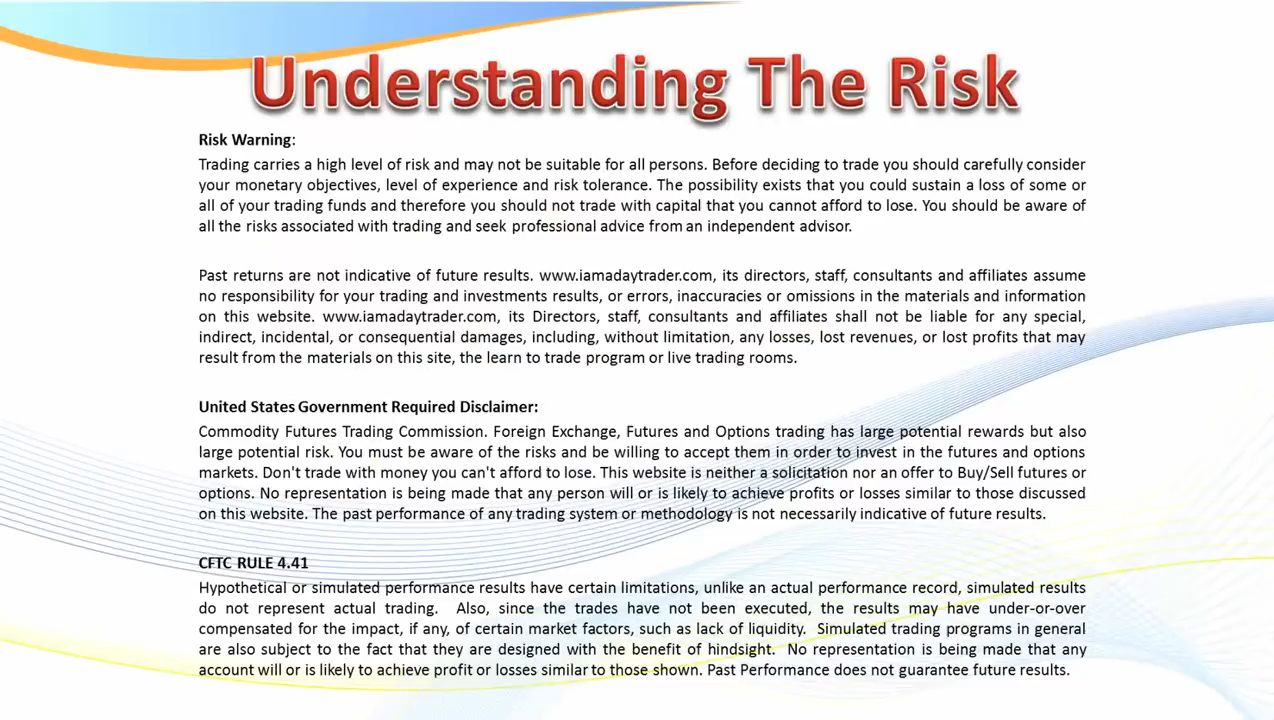 Understanding The Risk
Risk Warning:
Trading carries a high level of risk and may not be suitable for all persons. Before deciding to trade you should carefully consider
your monetary objectives, level of experience and risk tolerance. The possibility exists that you could sustain a loss of some or
all of your trading funds and therefore you should not trade with capital that you cannot afford to lose. You should be aware of
all the risks associated with trading and seek professional advice from an independent advisor.
Past returns are not indicative of future results. www.iamadaytrader.com, its directors, staff, consultants and affiliates assume
no responsibility for your trading and investments results, or errors, inaccuracies or omissions in the materials and information
on this website. www.iamadaytrader.com, its Directors, staff, consultants and affiliates shall not be liable for any special,
indirect, incidental, or consequential damages, including, without limitation, any losses, lost revenues, or lost profits that may
result from the materials on this site, the learn to trade program or live trading rooms.
United States Government Required Disclaimer:
Commodity Futures Trading Commission. Foreign Exchange, Futures and Options trading has large potential rewards but also
large potential risk. You must be aware of the risks and be willing to accept them in order to invest in the futures and options
markets. Don't trade with money you can't afford to lose. This website is neither a solicitation nor an offer to Buy/Sell futures or
options. No representation is being made that any person will or is likely to achieve profits or losses similar to those discussed
on this website. The past performance of any trading system or methodology is not necessarily indicative of future results.
CFTC RULE 4.41
Hypothetical or simulated performance results have certain limitations, unlike an actual performance record, simulated results
do not represent actual trading. Also, since the trades have not been executed, the results may have under-or-over
compensated for the impact, if any, of certain market factors, such as lack of liquidity. Simulated trading programs in general
are also subject to the fact that they are designed with the benefit of hindsight. No representation is being made that any
account will or is likely to achieve profit or losses similar to those shown. Past Performance does not guarantee future results.